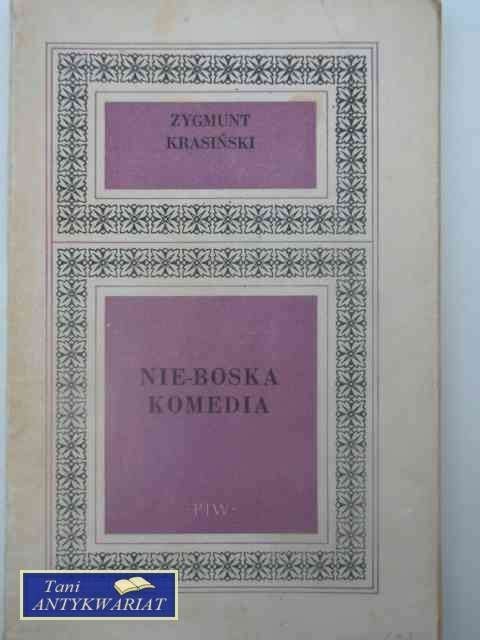 ZYGMUNT
KRASIŃSKI
NIE-BOSKA
KOMEDIA
·PIW·
Tani
ANTYKWARIAT